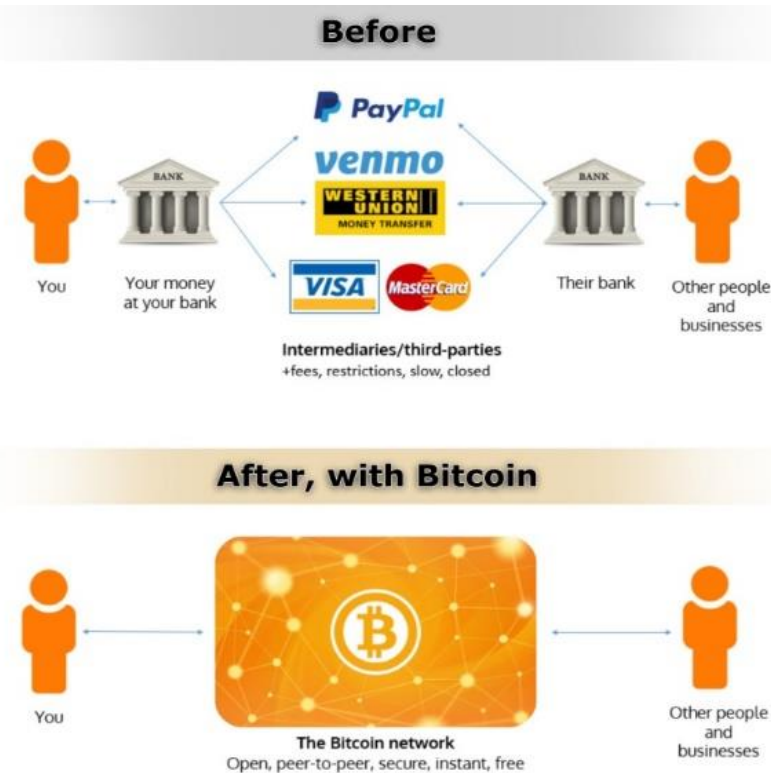 Before
PayPal
venmo
BANK
WESTERN
UNION
MONEY TRANSFER
BANK
VISA
MasterCard
You
Your money
at your bank
Their bank
Other people
and
businesses
Intermediaries/third-parties
+fees, restrictions, slow, closed
After, with Bitcoin
You
The Bitcoin network
Open, peer-to-peer, secure, instant, free
Other people
and
businesses